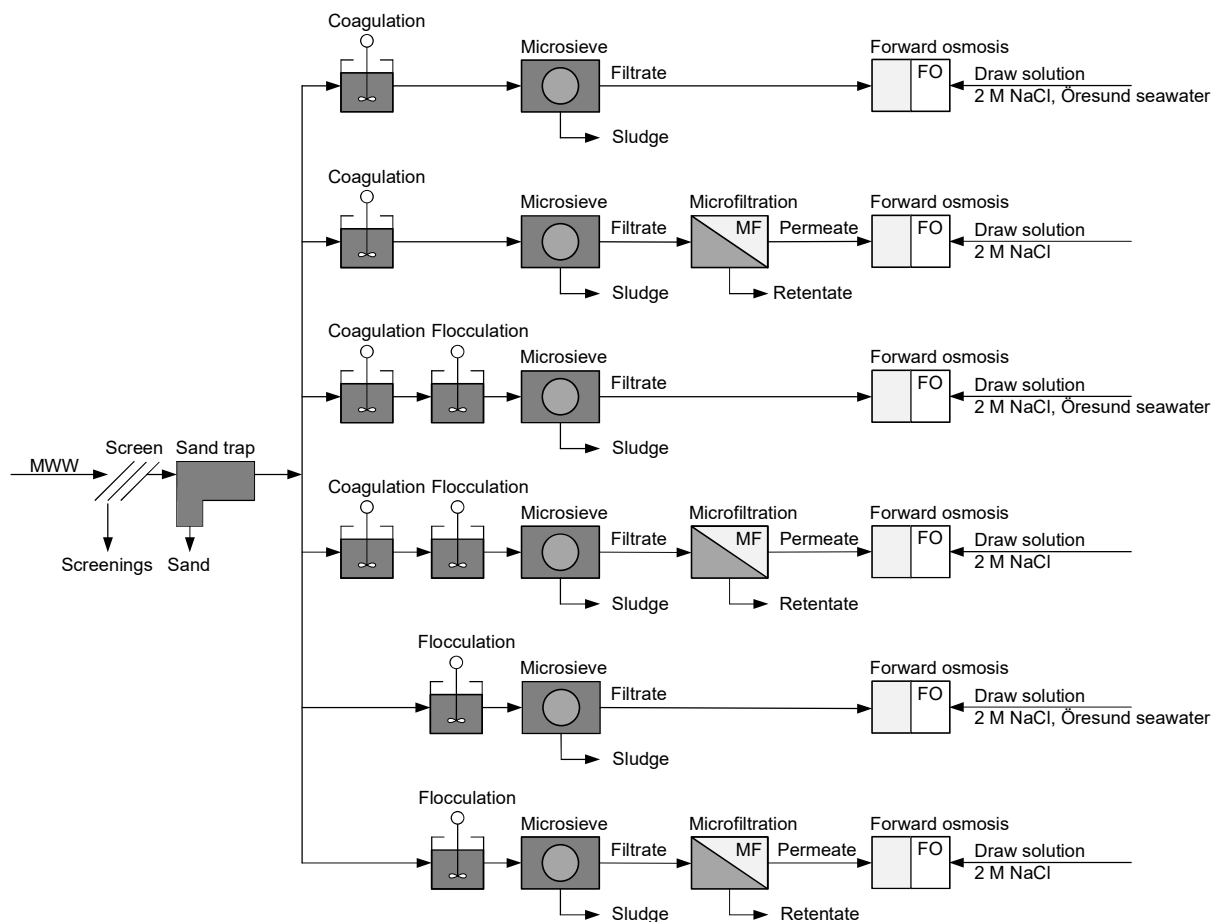 Coagulation
Microsieve
Forward osmosis
Filtrate
FO
Draw solution
2 M NaCl, Öresund seawater
Sludge
Coagulation
Microsieve
Microfiltration
Forward osmosis
Filtrate
MF
Permeate
FO
Draw solution
2 M NaCl
Sludge
Retentate
Coagulation
Flocculation
Microsieve
Forward osmosis
Filtrate
FO
Draw solution
2 M NaCl, Öresund seawater
Sludge
MWW
Screen
Sand trap
Screenings
Sand
Coagulation
Flocculation
Microsieve
Microfiltration
Forward osmosis
Filtrate
MF
Permeate
FO
Draw solution
2 M NaCl
Sludge
Retentate
Flocculation
Microsieve
Forward osmosis
Filtrate
FO
Draw solution
2 M NaCl, Öresund seawater
Sludge
Flocculation
Microsieve
Microfiltration
Forward osmosis
Filtrate
MF
Permeate
FO
Draw solution
2 M NaCl
Sludge
Retentate